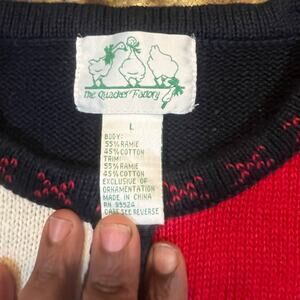 The Quacker Factory
L
BODY:
55% RAMIE
45% COTTON
TRIM:
55% RAMIE
45% COTTON
EXCLUSIVE OF
ORNAMENTATION
MADE IN CHINA
RN 99524
CARE SEE REVERSE